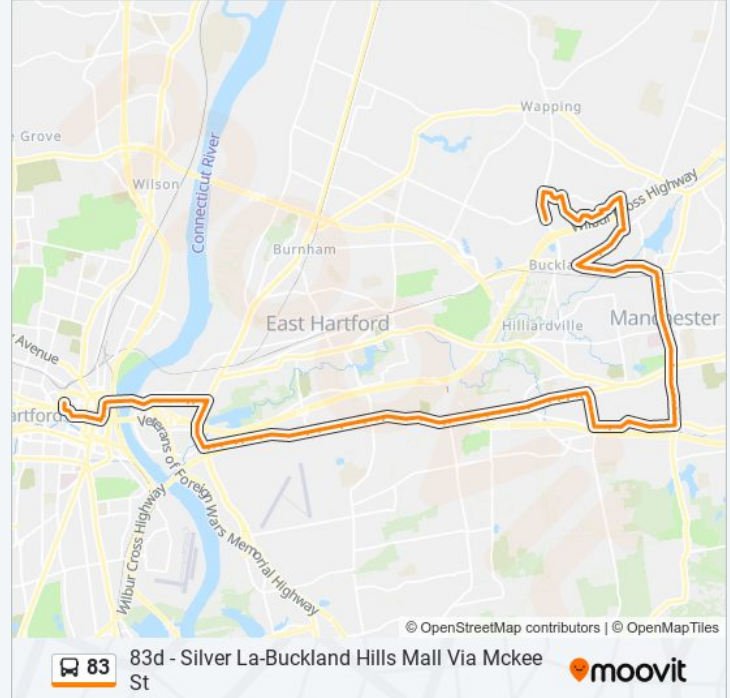 Wapping
e Grove
Wilson
Connecticut River
Wilbur Cross Highway
Burnham
Buckla
East Hartford
Hilliardville
Manchester
Avenue
1
artford
Veterans of Foreign Wars Memorial Highway
Wilbur Cross Highway
© OpenStreetMap contributors | © OpenMapTiles
83
83d - Silver La-Buckland Hills Mall Via Mckee
St
moovit